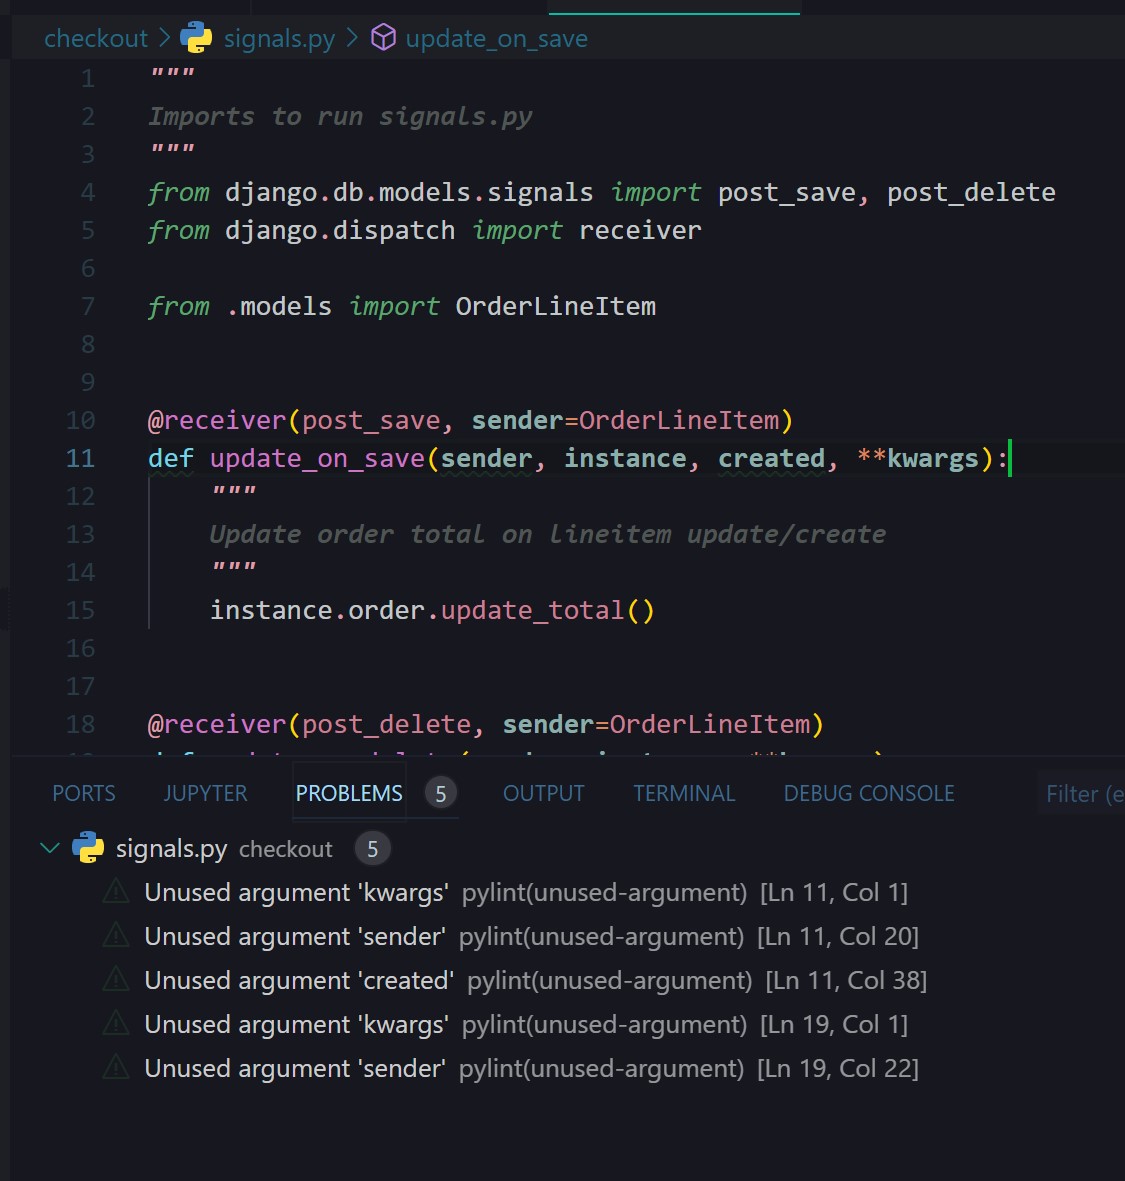 checkout > signals.py > update_on_save
1 """
2 Imports to run signals.py
3 """
4 from django.db.models.signals import post_save, post_delete
5 from django.dispatch import receiver
6
7 from .models import OrderLineItem
8
9
10 @receiver(post_save, sender=OrderLineItem)
11 def update_on_save(sender, instance, created, **kwargs):
12 """
13 Update order total on lineitem update/create
14 """
15 instance.order.update_total()
16
17
18 @receiver(post_delete, sender=OrderLineItem)
PORTS JUPYTER PROBLEMS 5 OUTPUT TERMINAL DEBUG CONSOLE Filter (e
signals.py checkout 5
Unused argument 'kwargs' pylint(unused-argument) [Ln 11, Col 1]
Unused argument 'sender' pylint(unused-argument) [Ln 11, Col 20]
Unused argument 'created' pylint(unused-argument) [Ln 11, Col 38]
Unused argument 'kwargs' pylint(unused-argument) [Ln 19, Col 1]
Unused argument 'sender' pylint(unused-argument) [Ln 19, Col 22]